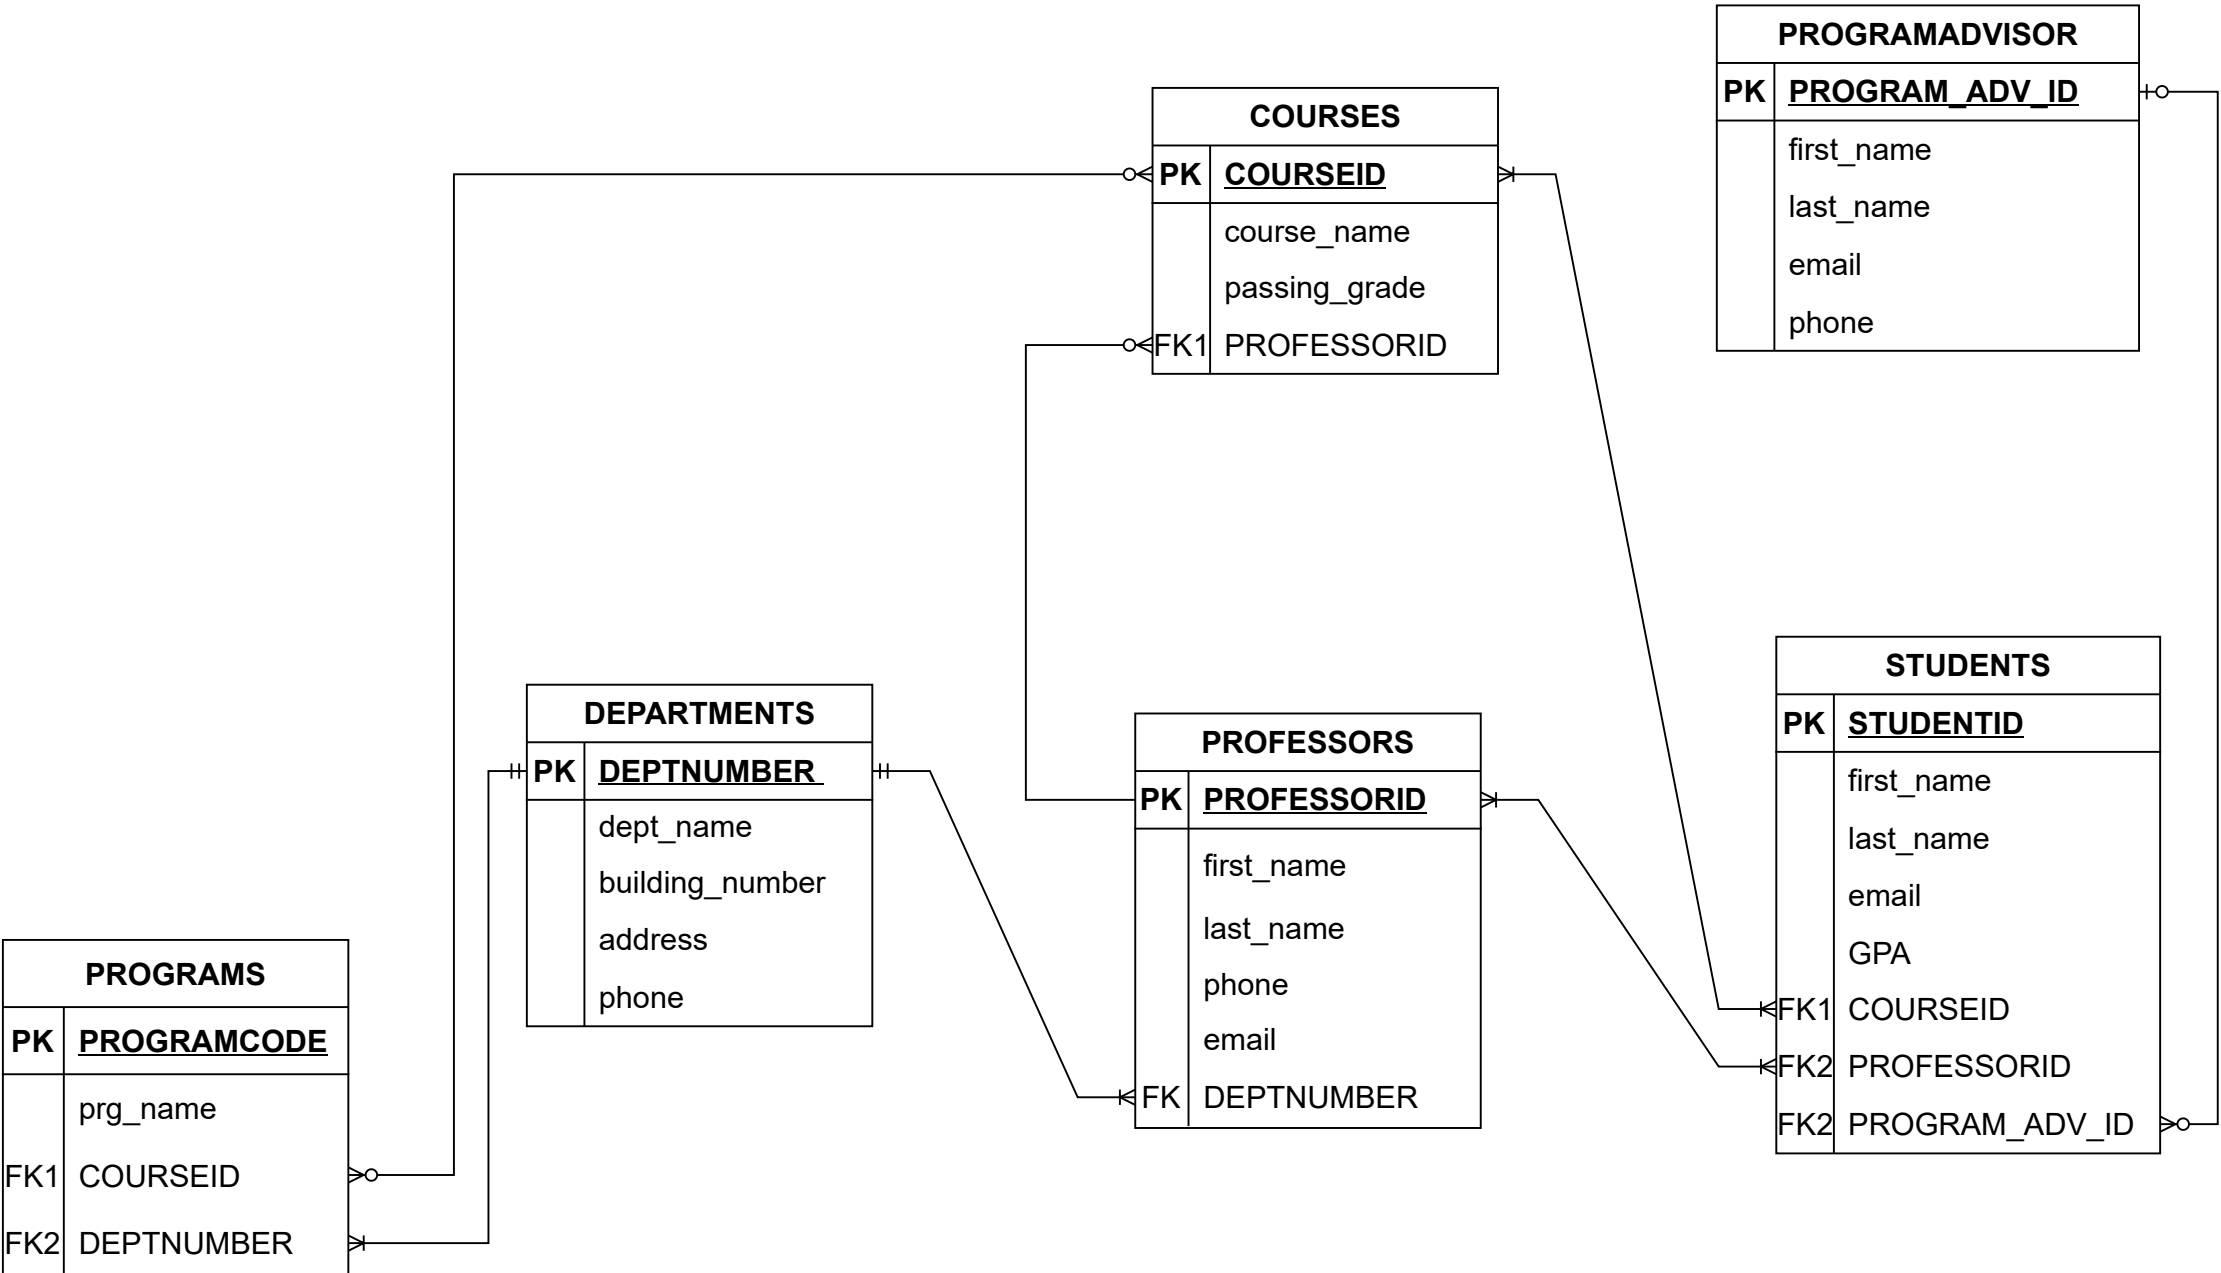 PROGRAMADVISOR
PK PROGRAM_ADV_ID
first_name
last_name
email
phone
COURSES
PK COURSEID
course_name
passing_grade
FK1 PROFESSORID
STUDENTS
PK STUDENTID
first_name
last_name
email
GPA
FK1 COURSEID
FK2 PROFESSORID
FK2 PROGRAM_ADV_ID
DEPARTMENTS
PK DEPTNUMBER
dept_name
building_number
address
phone
PROFESSORS
PK PROFESSORID
first_name
last_name
phone
email
FK DEPTNUMBER
PROGRAMS
PK PROGRAMCODE
prg_name
FK1 COURSEID
FK2 DEPTNUMBER